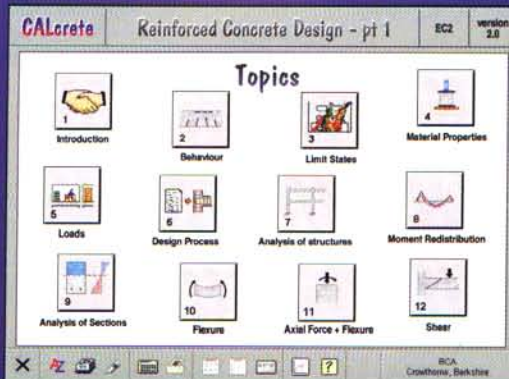 CALcrete
Reinforced Concrete Design - pt 1
EC2
version
2.0
Topics
1
Introduction
2
Behaviour
3
Limit States
4
Material Properties
5
Loads
6
Design Process
7
Analysis of structures
8
Moment Redistribution
9
Analysis of Sections
10
Flexure
11
Axial Force + Flexure
12
Shear
AZ
?
BCA
Crowthorne, Berkshire